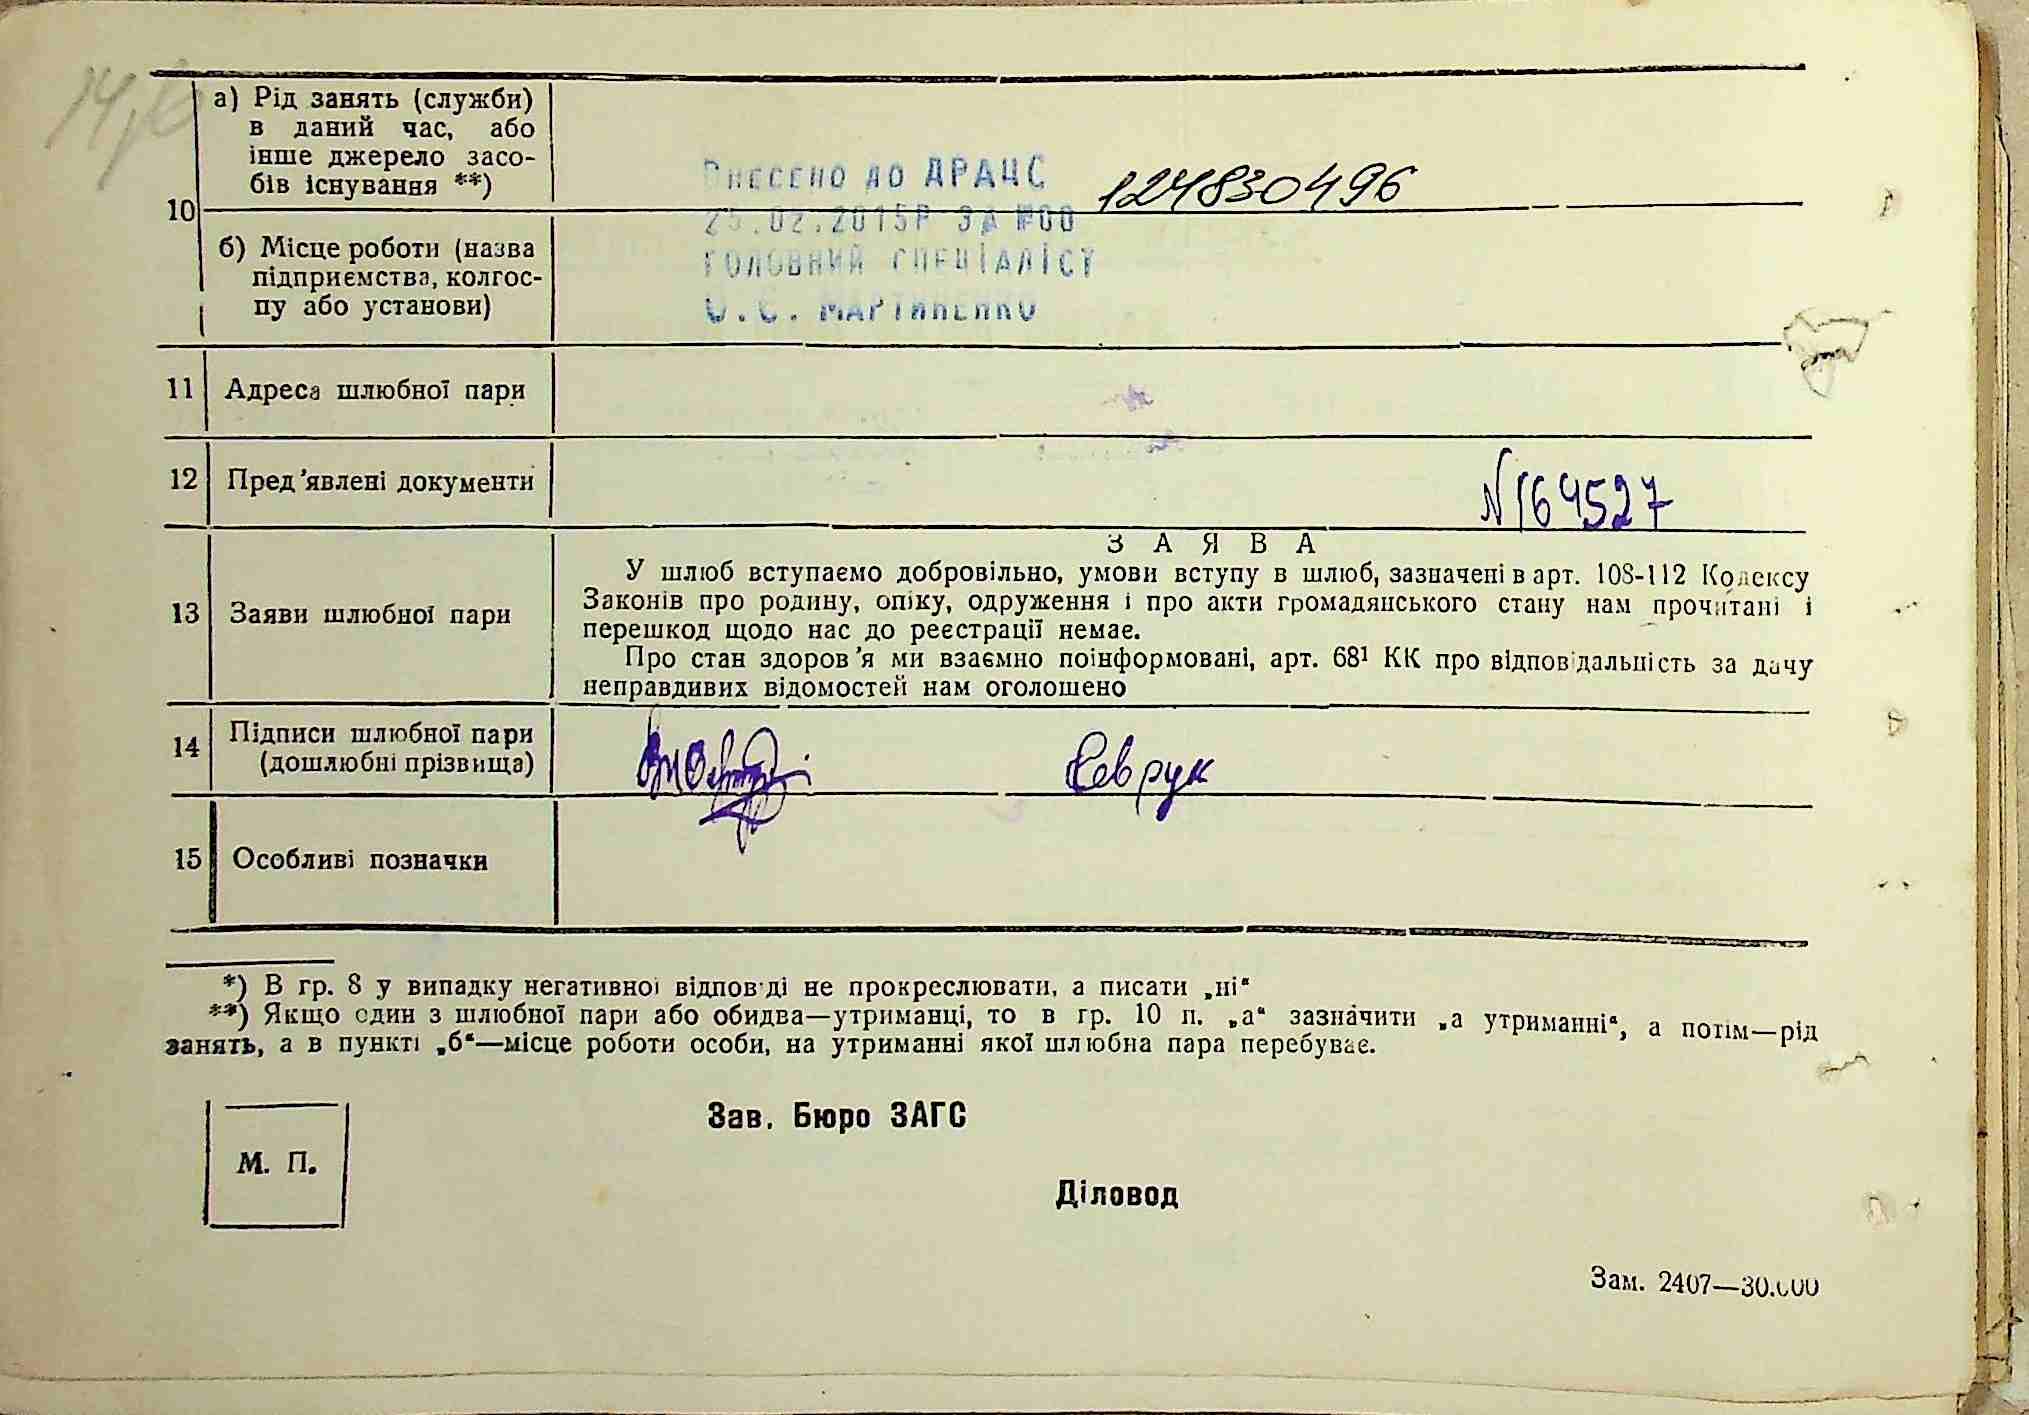 а) Рід занять (служби)
в даний час, або
інше джерело засо-
бів існування **)
Внесено до ДРАЦС 124830496
10
25.02.2015р за №00
б) Місце роботи (назва
підприємства, колгос-
пу або установи)
головний спеціаліст
О.Є. Мартиненко
11 Адреса шлюбної пари
12 Пред'явлені документи N164527
13 Заяви шлюбної пари
ЗАЯВА
У шлюб вступаємо добровільно, умови вступу в шлюб, зазначені в арт. 108-112 Кодексу
Законів про родину, опіку, одруження і про акти громадянського стану нам прочитані і
перешкод щодо нас до реєстрації немає.
Про стан здоров'я ми взаємно поінформовані, арт. 68¹ КК про відповідальність за дачу
неправдивих відомостей нам оголошено
14 Підписи шлюбної пари
(дошлюбні прізвища)
Севрук
15 Особливі позначки
*) В гр. 8 у випадку негативної відповіді не прокреслювати, а писати „ні“
**) Якщо один з шлюбної пари або обидва—утриманці, то в гр. 10 п. „а“ зазначити „а утриманні“, а потім—рід
занять, а в пункті „б“—місце роботи особи, на утриманні якої шлюбна пара перебуває.
Зав. Бюро ЗАГС
М. П.
Діловод
Зам. 2407—30.000